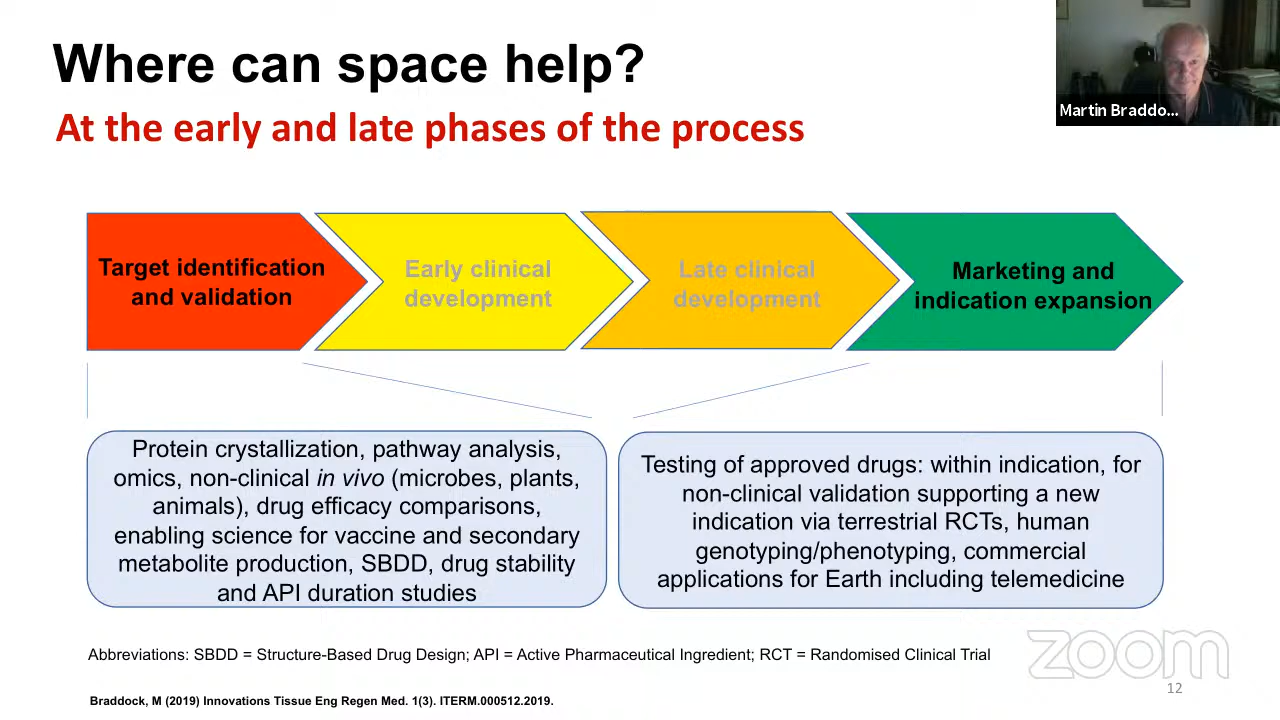 Where can space help?
At the early and late phases of the process
Martin Braddo...
Target identification
and validation
Early clinical
development
Late clinical
development
Marketing and
indication expansion
Protein crystallization, pathway analysis,
omics, non-clinical in vivo (microbes, plants,
animals), drug efficacy comparisons,
enabling science for vaccine and secondary
metabolite production, SBDD, drug stability
and API duration studies
Testing of approved drugs: within indication, for
non-clinical validation supporting a new
indication via terrestrial RCTs, human
genotyping/phenotyping, commercial
applications for Earth including telemedicine
Abbreviations: SBDD = Structure-Based Drug Design; API = Active Pharmaceutical Ingredient; RCT = Randomised Clinical Trial
zoom
12
Braddock, M (2019) Innovations Tissue Eng Regen Med. 1(3). ITERM.000512.2019.